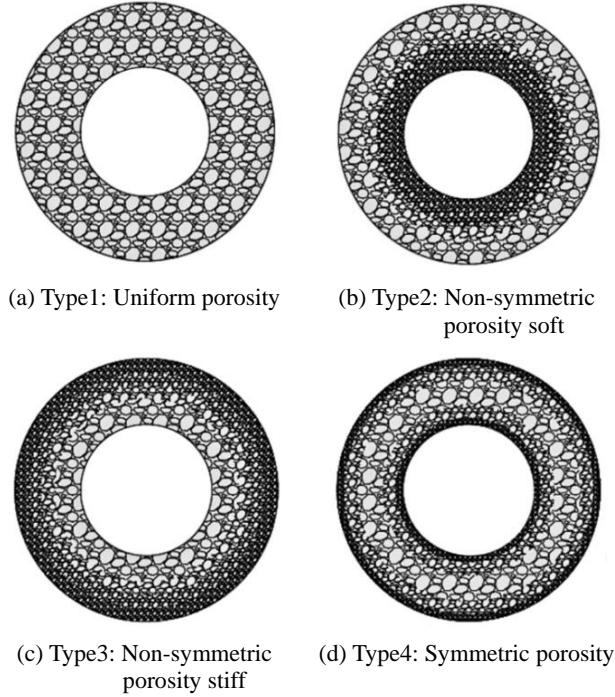 (a) Type1: Uniform porosity
(b) Type2: Non-symmetric
porosity soft
(c) Type3: Non-symmetric
porosity stiff
(d) Type4: Symmetric porosity